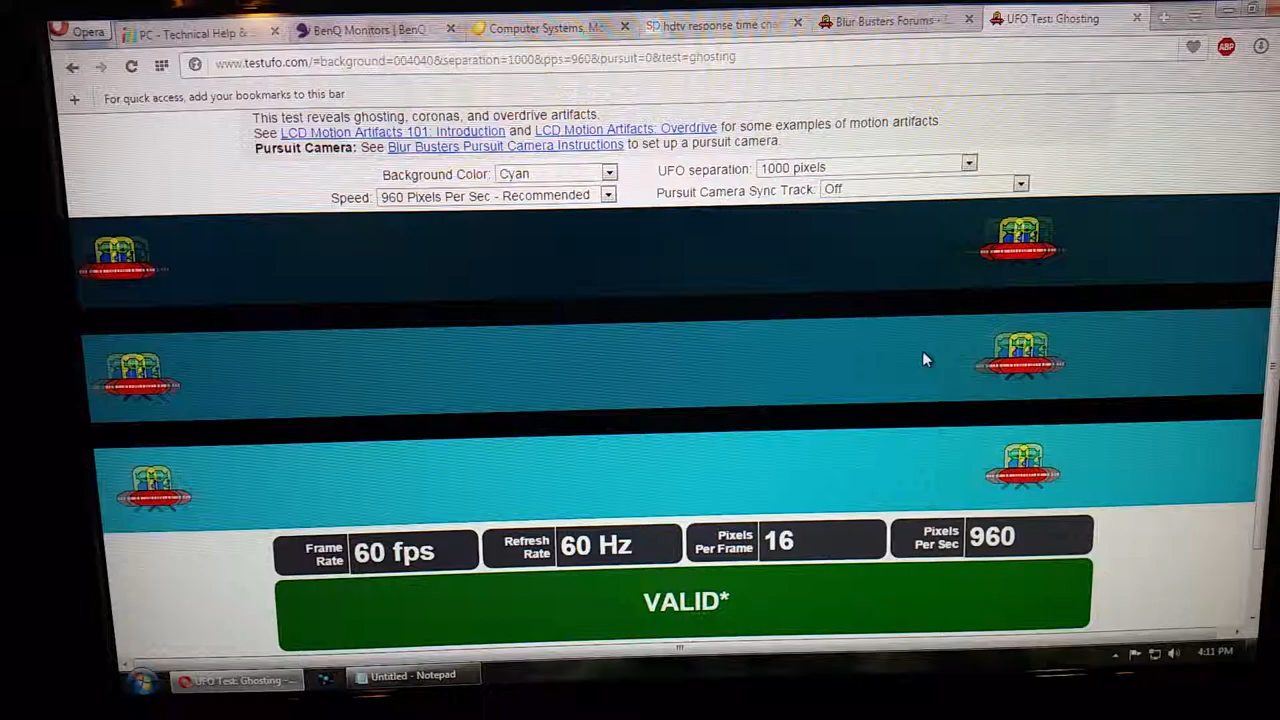 Opera
PC - Technical Help &
BenQ Monitors | BenQ
Computer Systems, Mo
hdtv response time cha
Blur Busters Forums -
UFO Test: Ghosting
www.testufo.com/#background=004040&separation=1000&pps=960&pursuit=0&test=ghosting
ABP
For quick access, add your bookmarks to this bar
This test reveals ghosting, coronas, and overdrive artifacts.
See LCD Motion Artifacts 101: Introduction and LCD Motion Artifacts: Overdrive for some examples of motion artifacts
Pursuit Camera: See Blur Busters Pursuit Camera Instructions to set up a pursuit camera.
Background Color: Cyan
UFO separation: 1000 pixels
Speed: 960 Pixels Per Sec - Recommended
Pursuit Camera Sync Track: Off
Frame Rate 60 fps
Refresh Rate 60 Hz
Pixels Per Frame 16
Pixels Per Sec 960
VALID*
UFO Test: Ghosting -...
Untitled - Notepad
4:11 PM